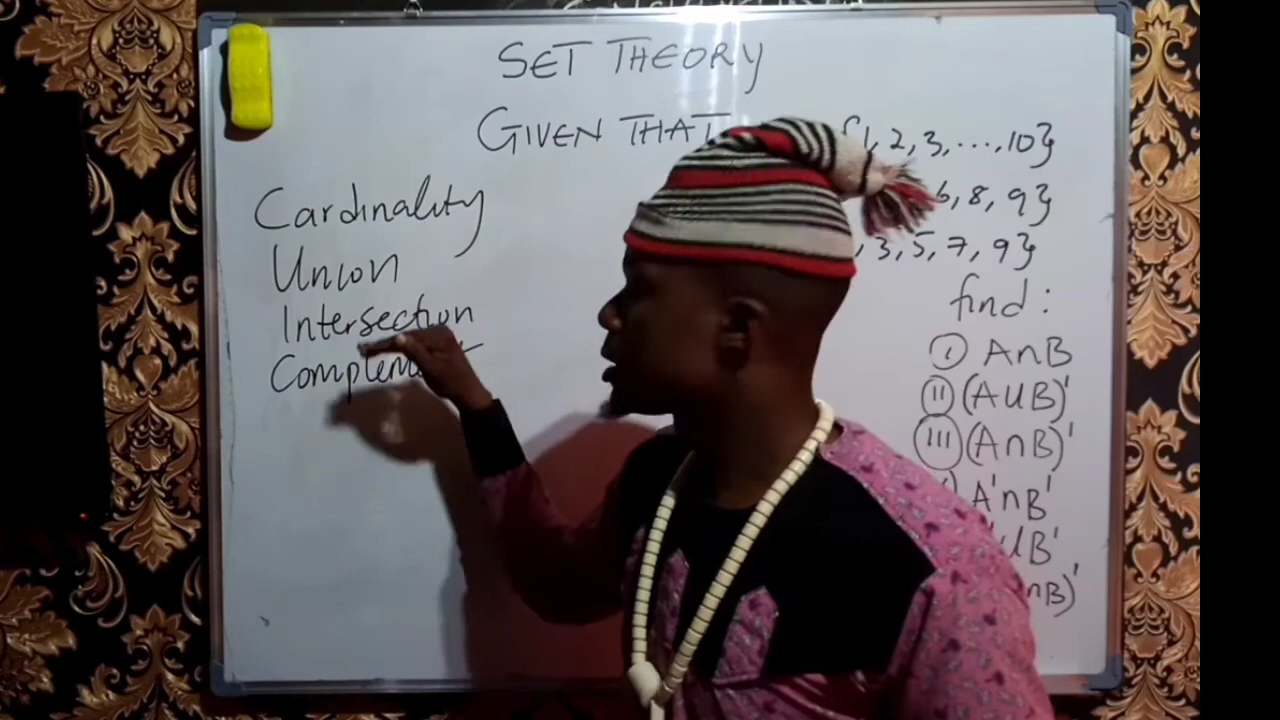 SET THEORY
GIVEN THAT {1, 2, 3, ..., 10}
6, 8, 9}
, 3, 5, 7, 9}
Cardinality
Union
Intersection
find:
(I) A∩B
(II) (A∪B)'
(III) (A∩B)'
A'∩B'
'∪B'
∩B)'